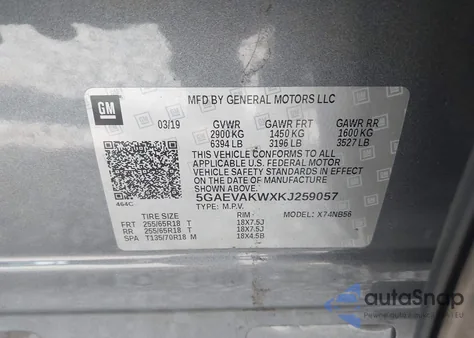 GM
MFD BY GENERAL MOTORS LLC
03/19 GVWR GAWR FRT GAWR RR
2900 KG 1450 KG 1600 KG
6394 LB 3196 LB 3527 LB
THIS VEHICLE CONFORMS TO ALL
APPLICABLE U.S. FEDERAL MOTOR
VEHICLE SAFETY STANDARDS IN
EFFECT ON THE DATE OF MANUFACTURE
SHOWN ABOVE.
5GAEVAKWXKJ259057
464C
TYPE: M.P.V.
TIRE SIZE RIM MODEL: X74NB56
FRT 255/65R18 T 18X7.5J
RR 255/65R18 T 18X7.5J
SPA T135/70R18 M 18X4.5B
autoSnap